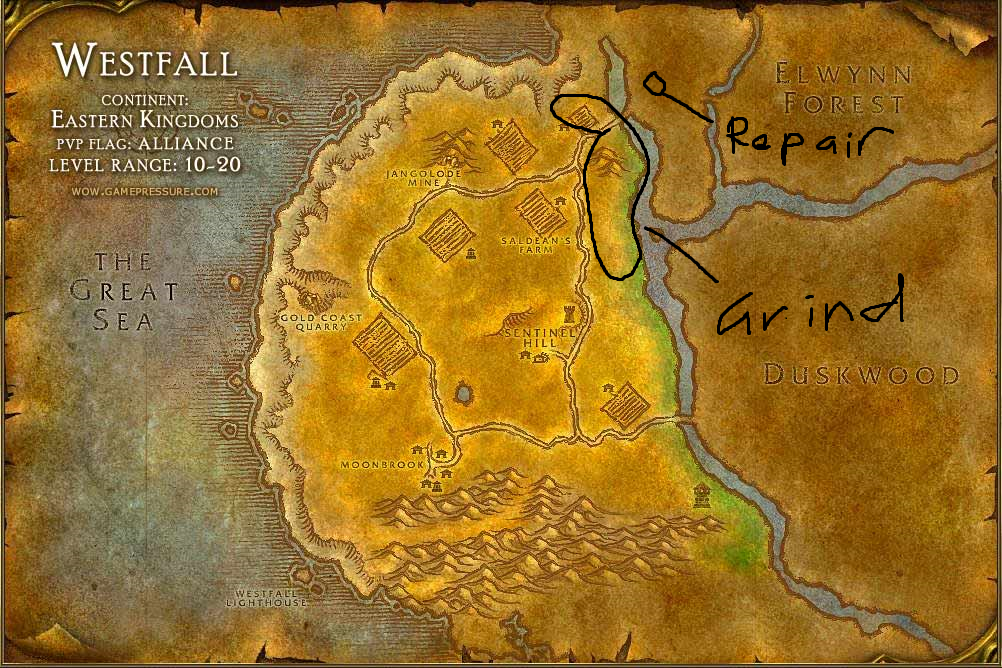 WESTFALL
CONTINENT:
EASTERN KINGDOMS
PVP FLAG: ALLIANCE
LEVEL RANGE: 10-20
WOW.GAMEPRESSURE.COM
ELWYNN
FOREST
Repair
JANGOLODE
MINE
SALDEAN'S
FARM
THE
GREAT
SEA
GOLD COAST
QUARRY
Grind
SENTINEL
HILL
DUSKWOOD
MOONBROOK
WESTFALL
LIGHTHOUSE